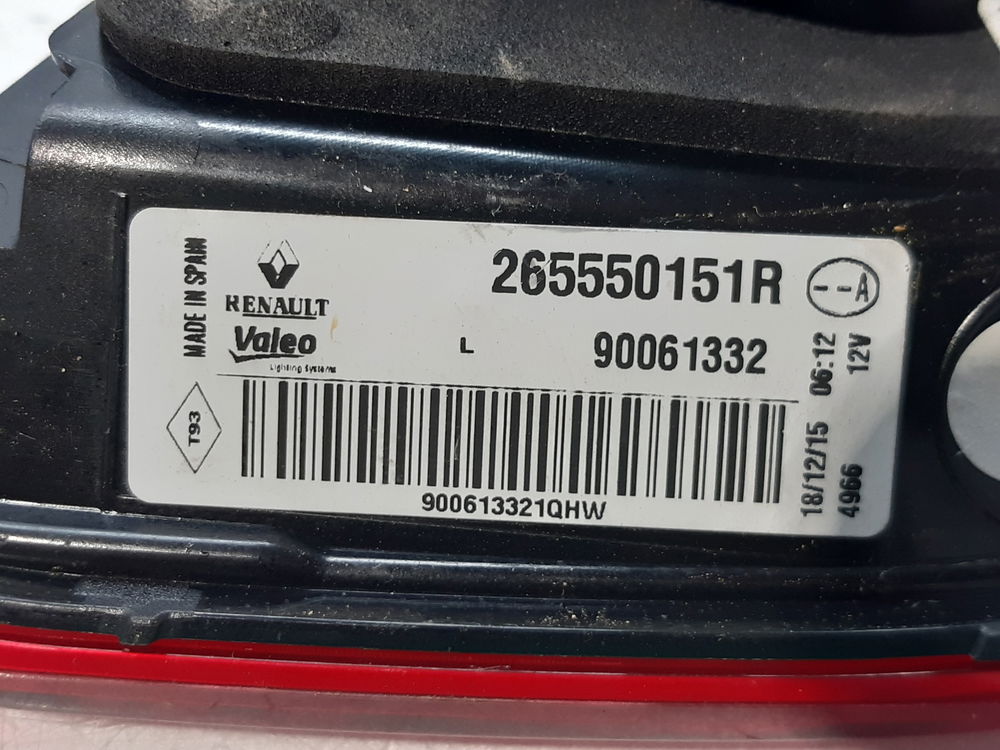 MADE IN SPAIN
RENAULT
Valeo
Lighting Systems
L
265550151R
--A
90061332
T93
900613321QHW
18/12/15 06:12
4966 12V